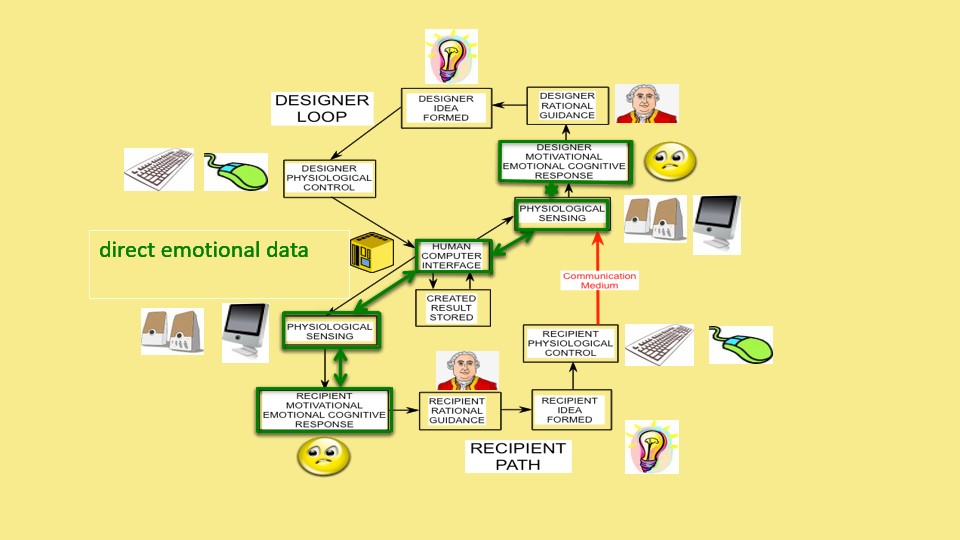 DESIGNER
LOOP
DESIGNER
IDEA
FORMED
DESIGNER
RATIONAL
GUIDANCE
DESIGNER
MOTIVATIONAL
EMOTIONAL COGNITIVE
RESPONSE
DESIGNER
PHYSIOLOGICAL
CONTROL
PHYSIOLOGICAL
SENSING
direct emotional data
HUMAN
COMPUTER
INTERFACE
Communication
Medium
CREATED
RESULT
STORED
PHYSIOLOGICAL
SENSING
RECIPIENT
PHYSIOLOGICAL
CONTROL
RECIPIENT
MOTIVATIONAL
EMOTIONAL COGNITIVE
RESPONSE
RECIPIENT
RATIONAL
GUIDANCE
RECIPIENT
IDEA
FORMED
RECIPIENT
PATH